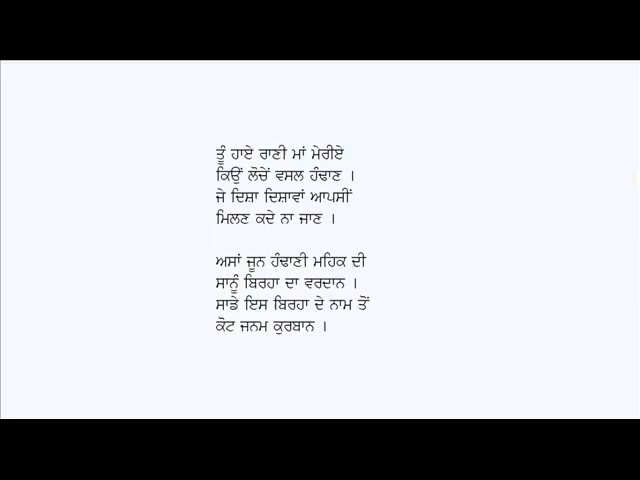 ਤੂੰ ਹਾਏ ਰਾਣੀ ਮਾਂ ਮੇਰੀਏ
ਕਿਉਂ ਲੋਚੇਂ ਵਸਲ ਹੰਢਾਣ ।
ਜੇ ਦਿਸ਼ਾ ਦਿਸ਼ਾਵਾਂ ਆਪਸੀਂ
ਮਿਲਣ ਕਦੇ ਨਾ ਜਾਣ ।
ਅਸਾਂ ਜੂਨ ਹੰਢਾਣੀ ਮਹਿਕ ਦੀ
ਸਾਨੂੰ ਬਿਰਹਾ ਦਾ ਵਰਦਾਨ ।
ਸਾਡੇ ਇਸ ਬਿਰਹਾ ਦੇ ਨਾਮ ਤੋਂ
ਕੋਟ ਜਨਮ ਕੁਰਬਾਨ ।